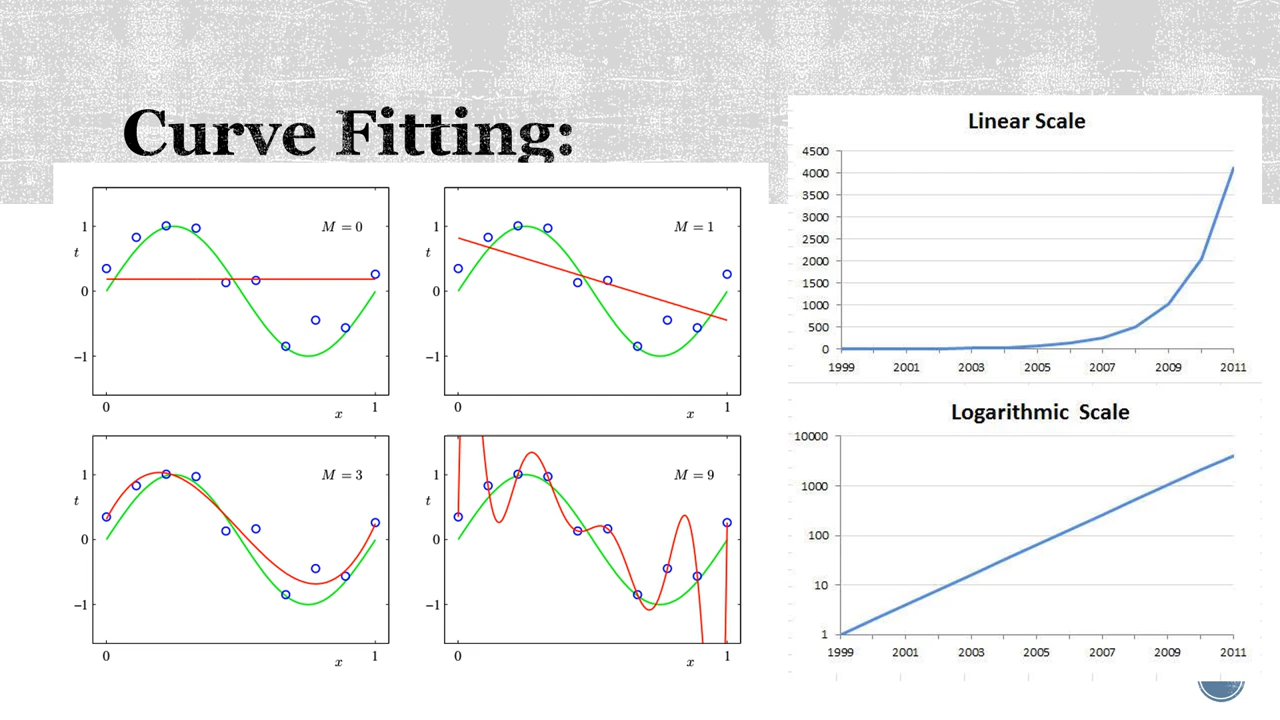 Curve Fitting:
M = 0
1
t
0
−1
0
x
1
M = 1
1
t
0
−1
0
x
1
M = 3
1
t
0
−1
0
x
1
M = 9
1
t
0
−1
0
x
1
Linear Scale
4500
4000
3500
3000
2500
2000
1500
1000
500
0
1999 2001 2003 2005 2007 2009 2011
Logarithmic Scale
10000
1000
100
10
1
1999 2001 2003 2005 2007 2009 2011